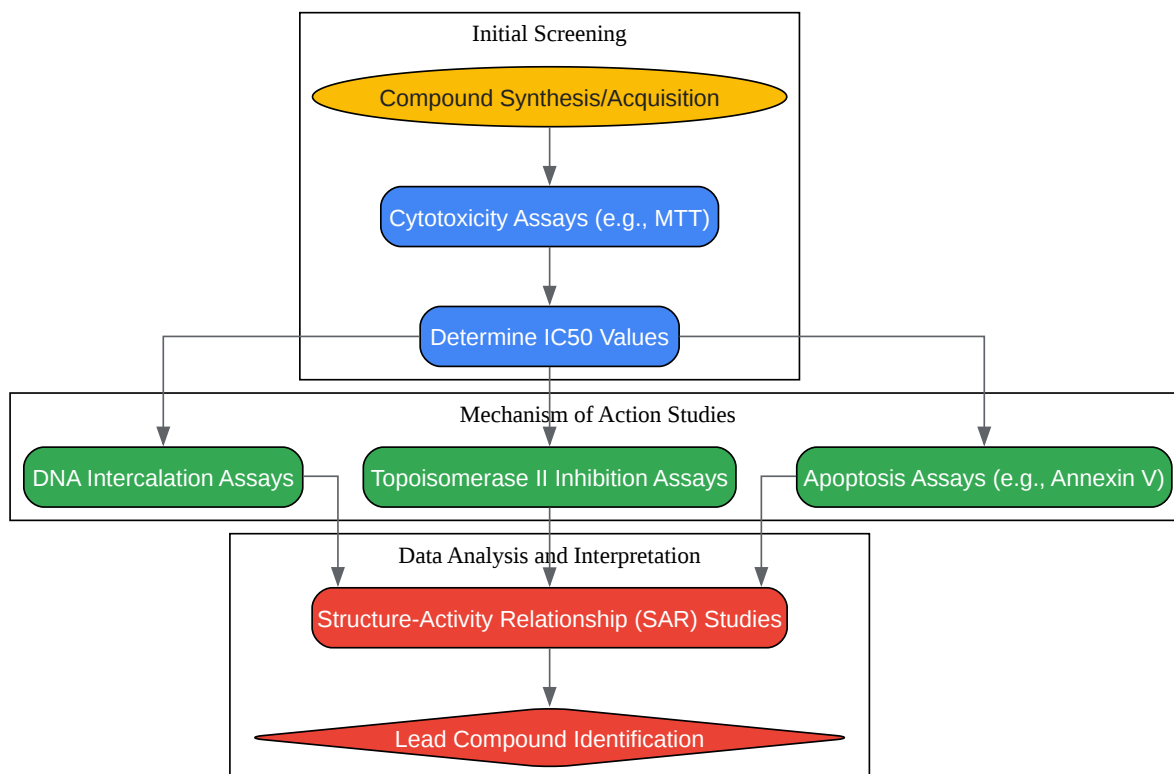 Initial Screening
Compound Synthesis/Acquisition
Cytotoxicity Assays (e.g., MTT)
Determine IC50 Values
Mechanism of Action Studies
DNA Intercalation Assays
Topoisomerase II Inhibition Assays
Apoptosis Assays (e.g., Annexin V)
Data Analysis and Interpretation
Structure-Activity Relationship (SAR) Studies
Lead Compound Identification